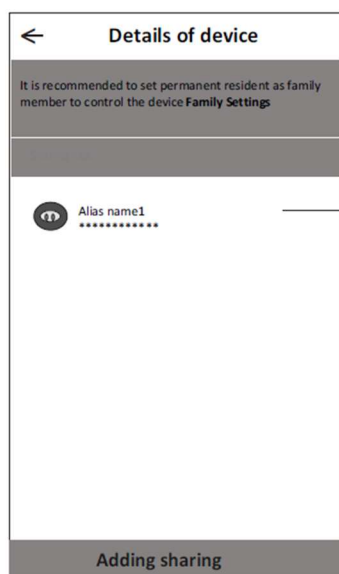 Details of device
It is recommended to set permanent resident as family
member to control the device Family Settings
Alias name1
************
Adding sharing